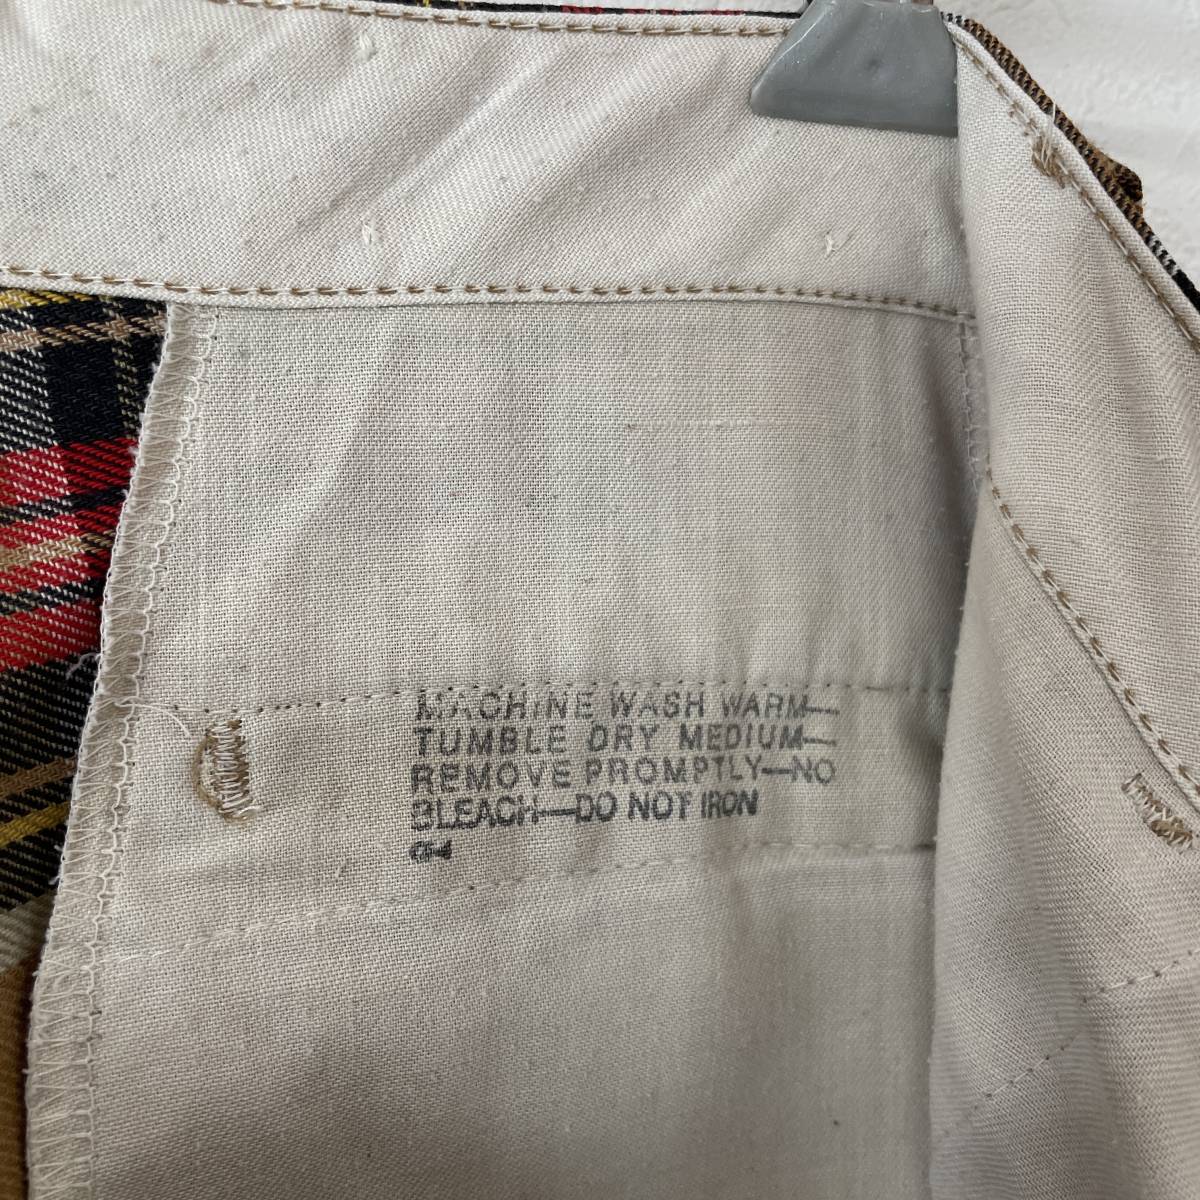 MACHINE WASH WARM—
TUMBLE DRY MEDIUM—
REMOVE PROMPTLY—NO
BLEACH—DO NOT IRON